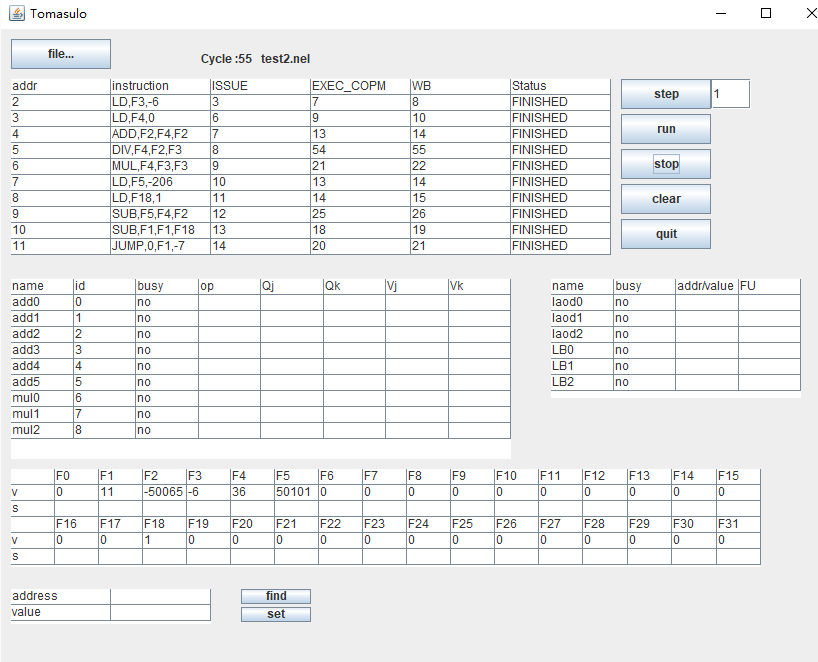 Tomasulo
file...
Cycle :55 test2.nel
addr instruction ISSUE EXEC_COPM WB Status
2 LD,F3,-6 3 7 8 FINISHED
3 LD,F4,0 6 9 10 FINISHED
4 ADD,F2,F4,F2 7 13 14 FINISHED
5 DIV,F4,F2,F3 8 54 55 FINISHED
6 MUL,F4,F3,F3 9 21 22 FINISHED
7 LD,F5,-206 10 13 14 FINISHED
8 LD,F18,1 11 14 15 FINISHED
9 SUB,F5,F4,F2 12 25 26 FINISHED
10 SUB,F1,F1,F18 13 18 19 FINISHED
11 JUMP,0,F1,-7 14 20 21 FINISHED
step 1
run
stop
clear
quit
name id busy op Qj Qk Vj Vk
add0 0 no
add1 1 no
add2 2 no
add3 3 no
add4 4 no
add5 5 no
mul0 6 no
mul1 7 no
mul2 8 no
name busy addr/value FU
laod0 no
laod1 no
laod2 no
LB0 no
LB1 no
LB2 no
F0 F1 F2 F3 F4 F5 F6 F7 F8 F9 F10 F11 F12 F13 F14 F15
v 0 11 -50065 -6 36 50101 0 0 0 0 0 0 0 0 0 0
s
F16 F17 F18 F19 F20 F21 F22 F23 F24 F25 F26 F27 F28 F29 F30 F31
v 0 0 1 0 0 0 0 0 0 0 0 0 0 0 0 0
s
address
value
find
set